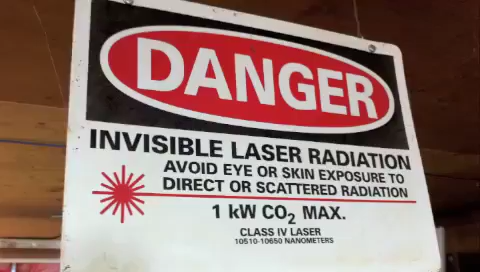 DANGER
INVISIBLE LASER RADIATION
AVOID EYE OR SKIN EXPOSURE TO
DIRECT OR SCATTERED RADIATION
1 kW CO₂ MAX.
CLASS IV LASER
10510-10650 NANOMETERS